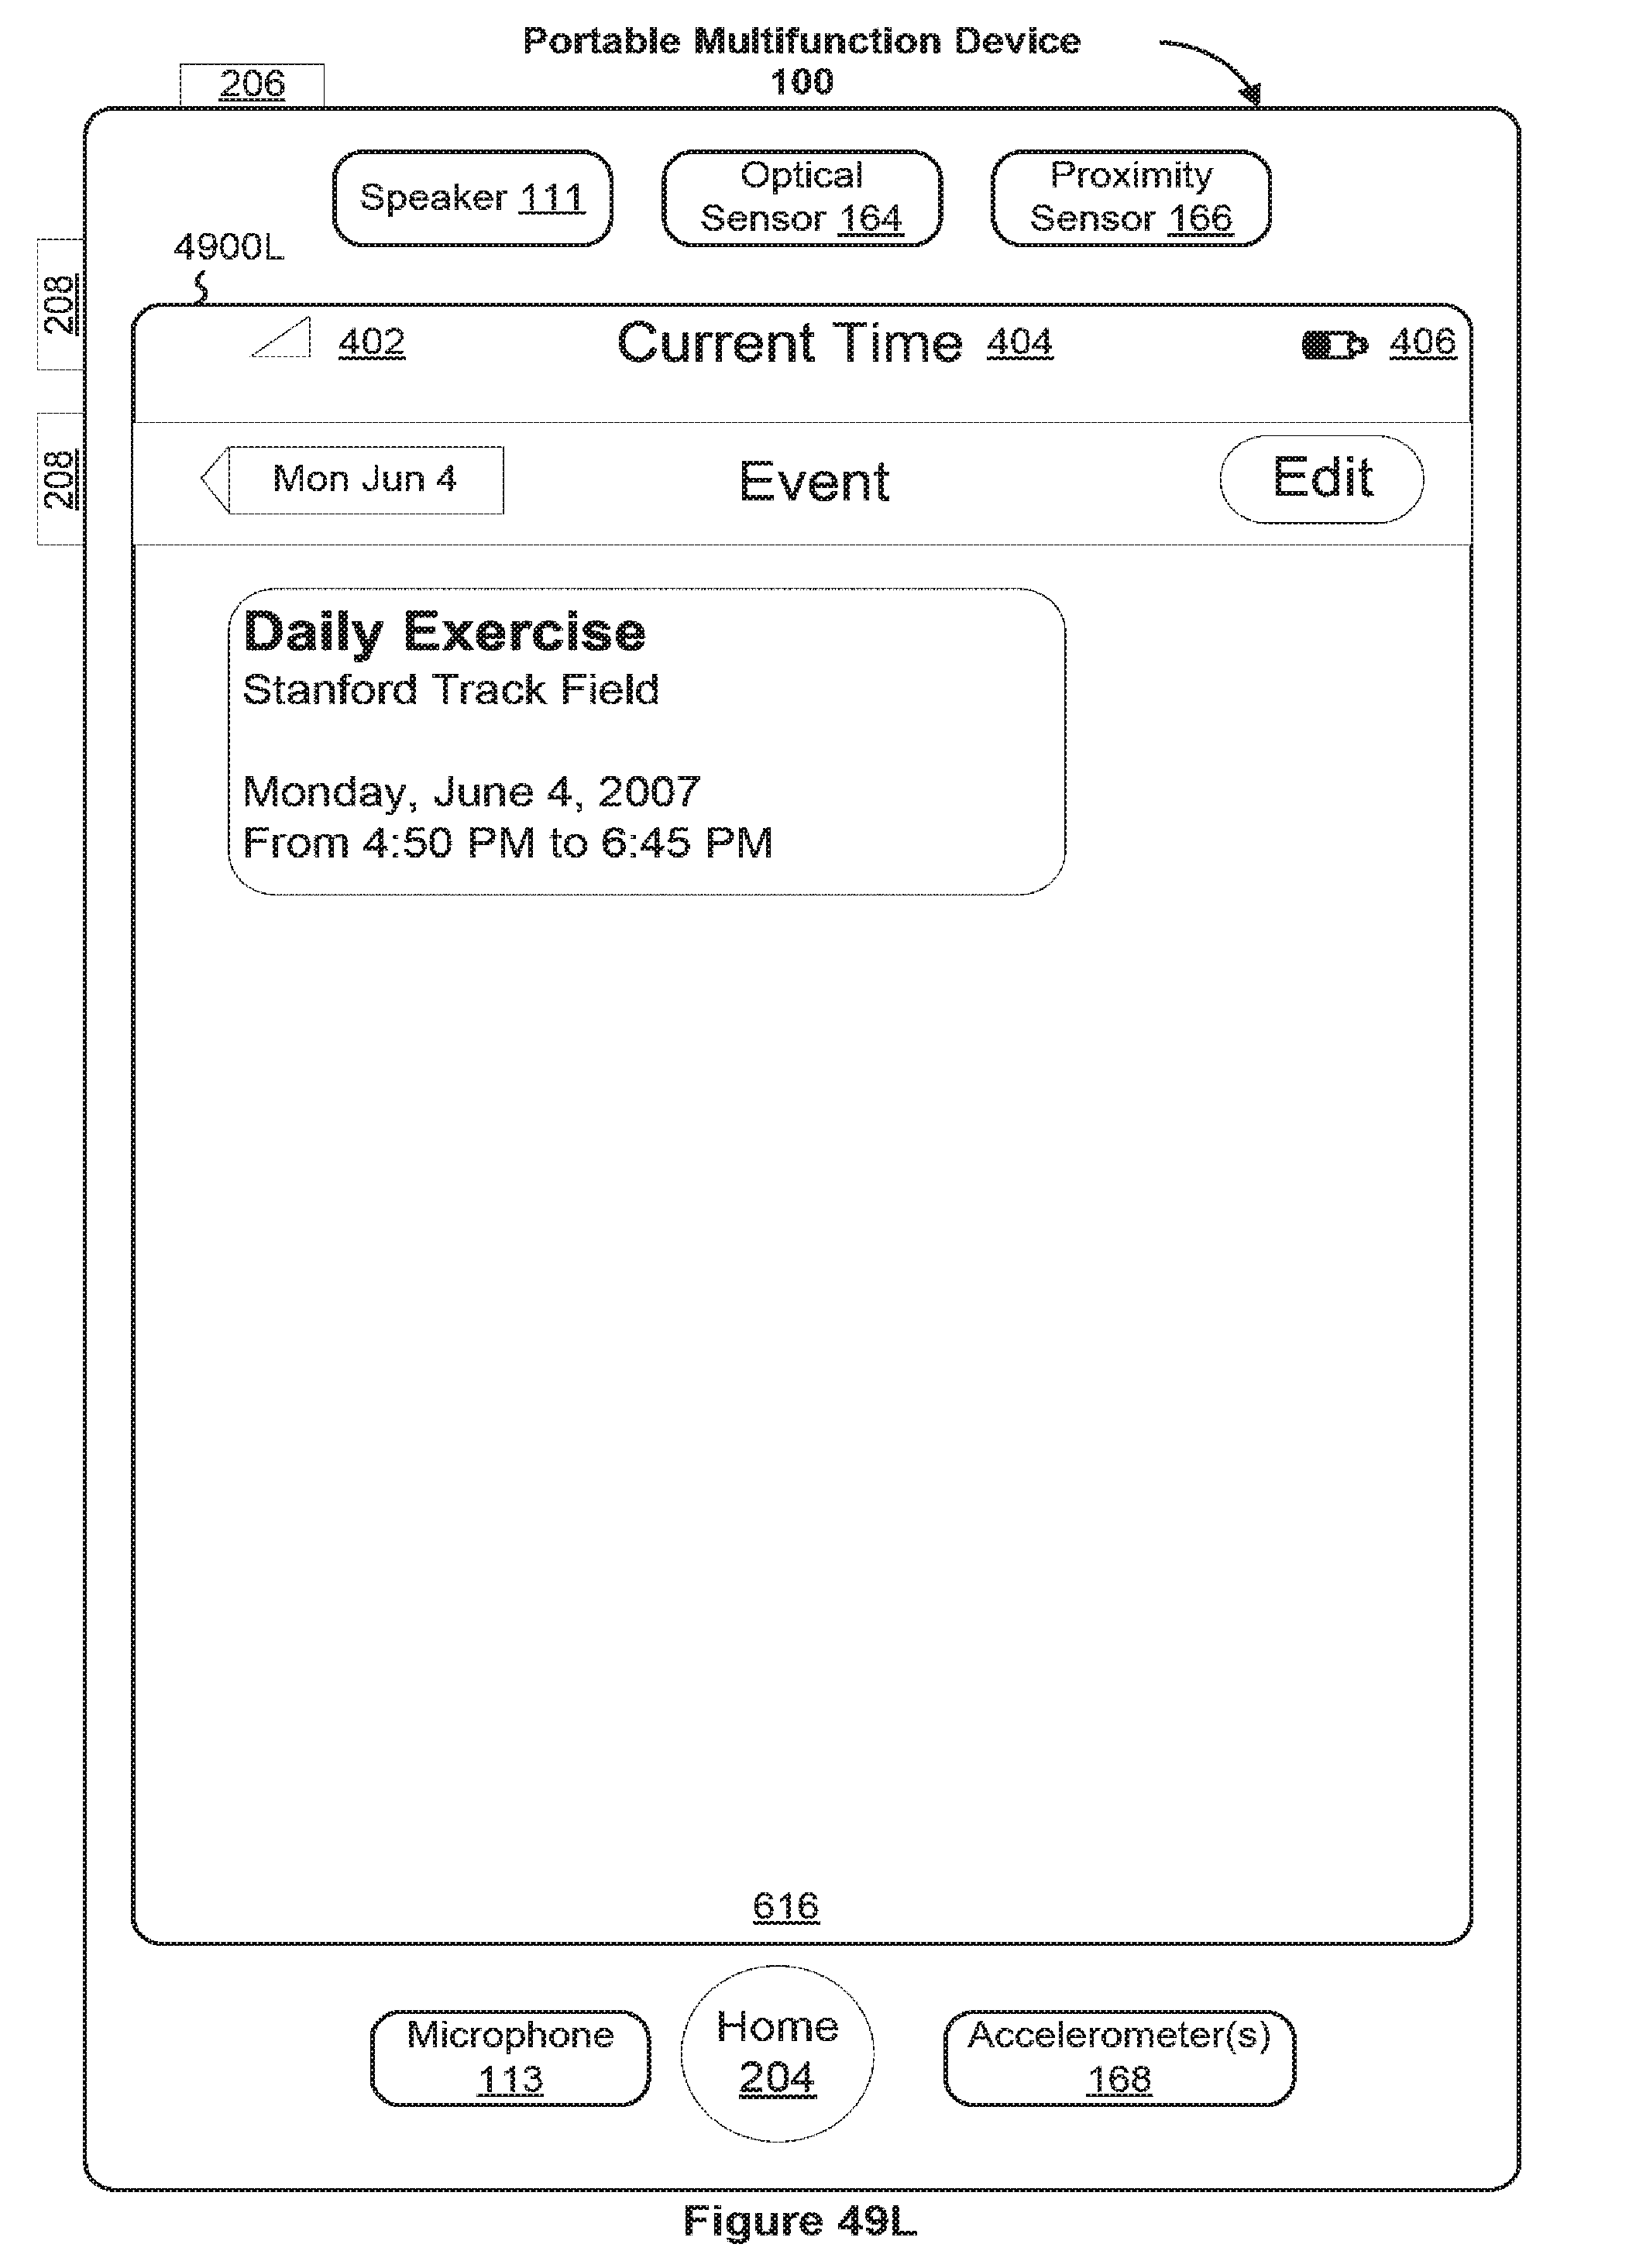 Portable Multifunction Device
100
206
Speaker 111
Optical
Sensor 164
Proximity
Sensor 166
4900L
208
208
402
Current Time 404
406
Mon Jun 4
Event
Edit
Daily Exercise
Stanford Track Field
Monday, June 4, 2007
From 4:50 PM to 6:45 PM
616
Microphone
113
Home
204
Accelerometer(s)
168
Figure 49L